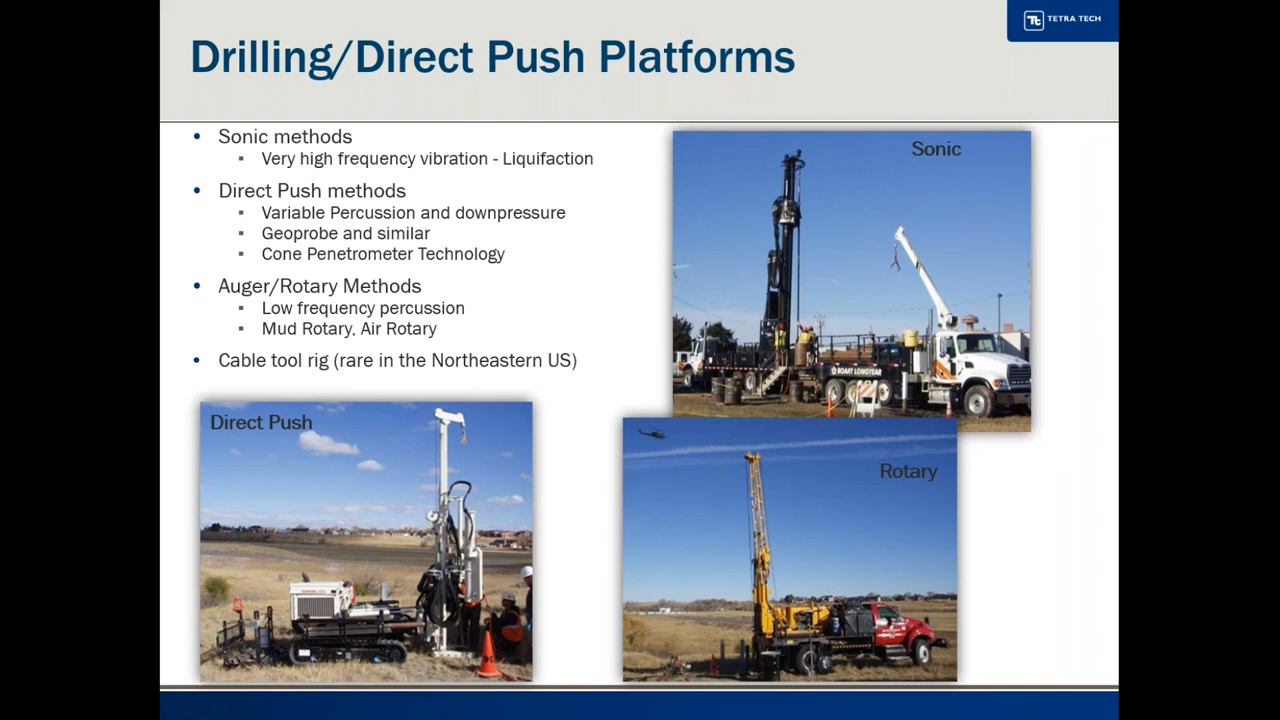 TETRA TECH
Drilling/Direct Push Platforms
• Sonic methods
▪ Very high frequency vibration - Liquifaction
• Direct Push methods
▪ Variable Percussion and downpressure
▪ Geoprobe and similar
▪ Cone Penetrometer Technology
• Auger/Rotary Methods
▪ Low frequency percussion
▪ Mud Rotary, Air Rotary
• Cable tool rig (rare in the Northeastern US)
Sonic
BOART LONGYEAR
Direct Push
Rotary